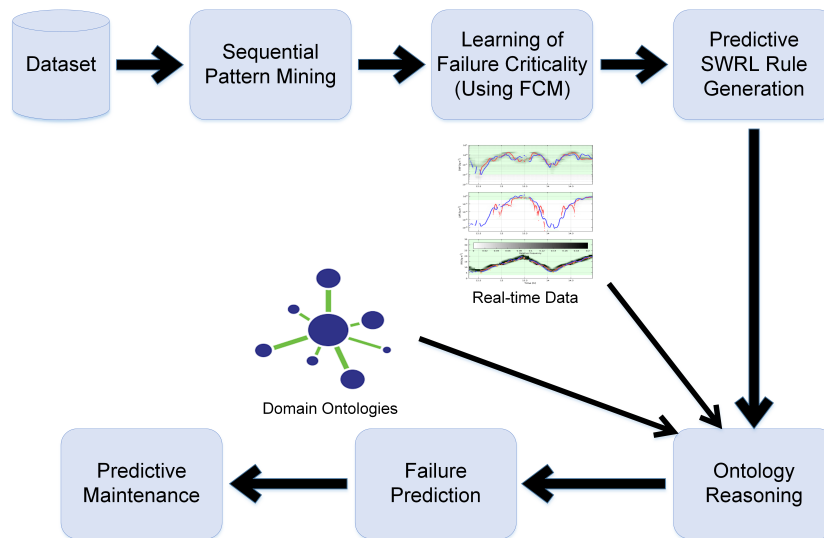 Dataset
Sequential
Pattern Mining
Learning of
Failure Criticality
(Using FCM)
Predictive
SWRL Rule
Generation
Real-time Data
Domain Ontologies
Predictive
Maintenance
Failure
Prediction
Ontology
Reasoning